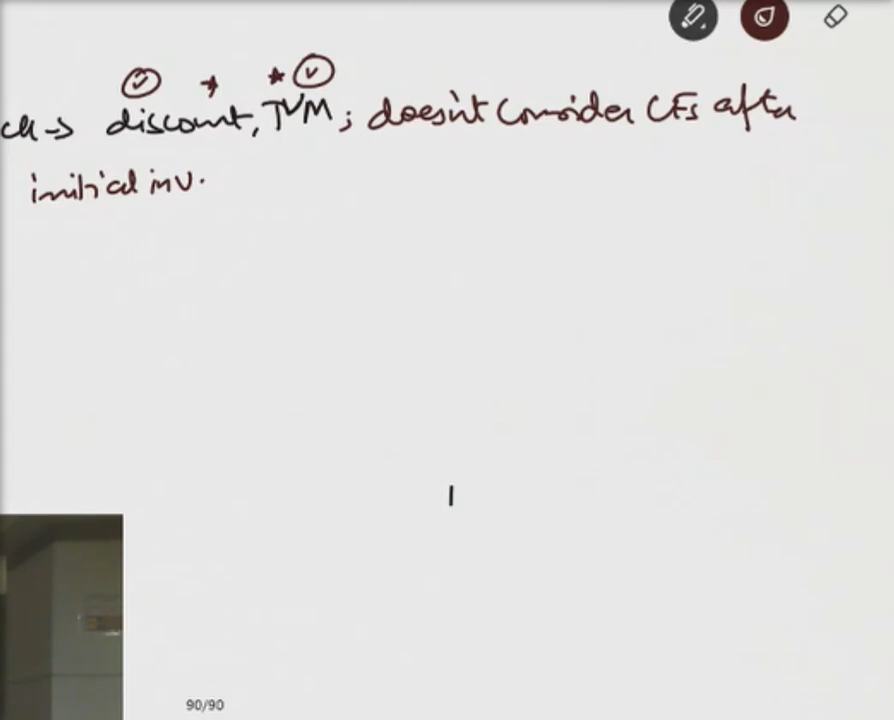 → discount, TVM; doesn't consider CFs after
initial inv.
90/90